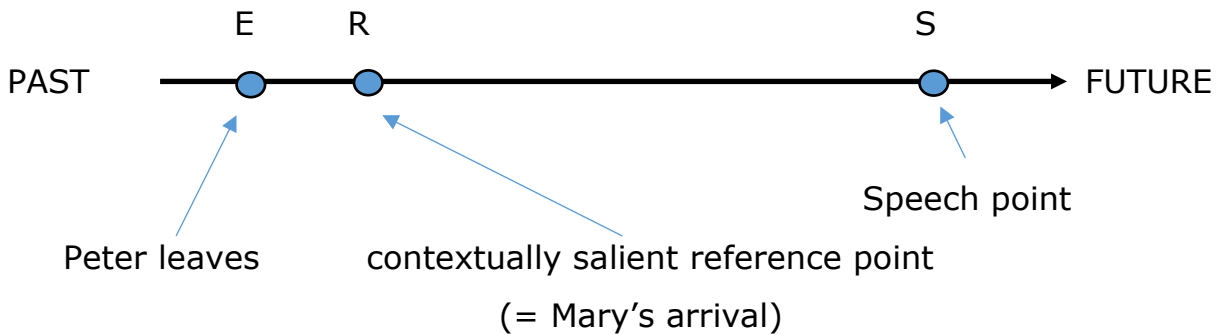 E R S
PAST FUTURE
Speech point
Peter leaves contextually salient reference point
(= Mary’s arrival)